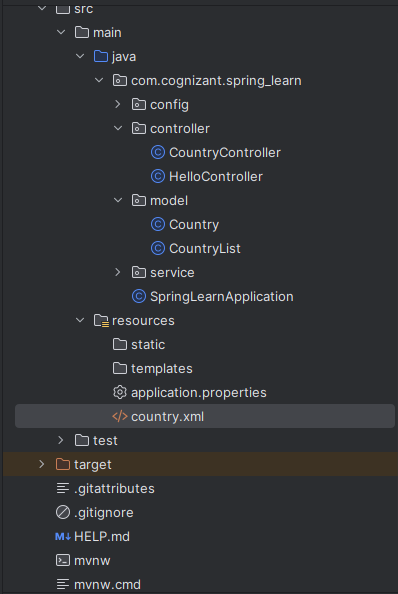 src
main
java
com.cognizant.spring_learn
config
controller
CountryController
HelloController
model
Country
CountryList
service
SpringLearnApplication
resources
static
templates
application.properties
country.xml
test
target
.gitattributes
.gitignore
HELP.md
mvnw
mvnw.cmd